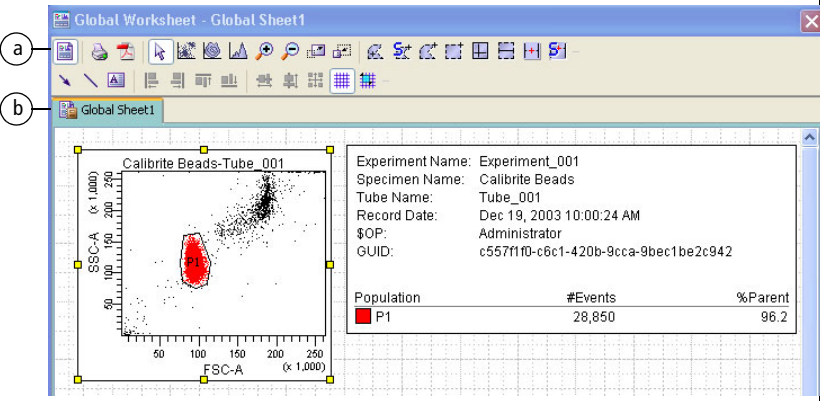 Global Worksheet - Global Sheet1
a
b
Global Sheet1
Calibrite Beads-Tube_001
SSC-A
(x 1,000)
50 100 150 200 250
P1
50 100 150 200 250
FSC-A
(x 1,000)
Experiment Name: Experiment_001
Specimen Name: Calibrite Beads
Tube Name: Tube_001
Record Date: Dec 19, 2003 10:00:24 AM
$OP: Administrator
GUID: c557f1f0-c6c1-420b-9cca-9bec1be2c942
Population #Events %Parent
P1 28,850 96.2